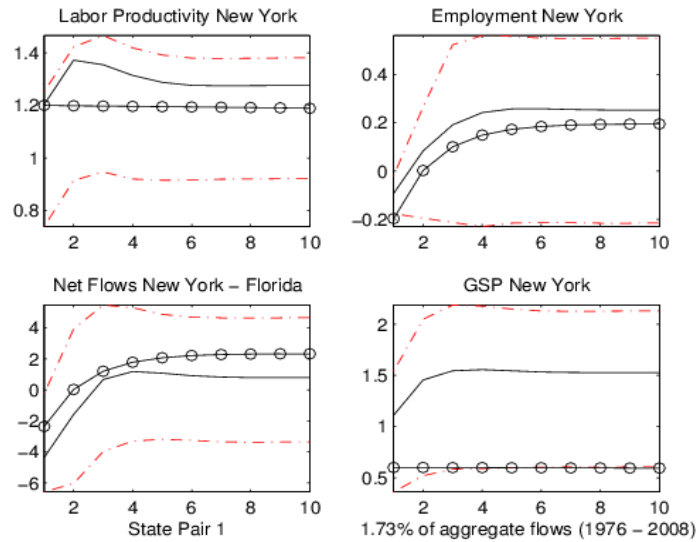 Labor Productivity New York
1.4
1.2
1
0.8
2 4 6 8 10
Employment New York
0.4
0.2
0
−0.2
2 4 6 8 10
Net Flows New York − Florida
4
2
0
−2
−4
−6
2 4 6 8 10
State Pair 1
GSP New York
2
1.5
1
0.5
2 4 6 8 10
1.73% of aggregate flows (1976 − 2008)